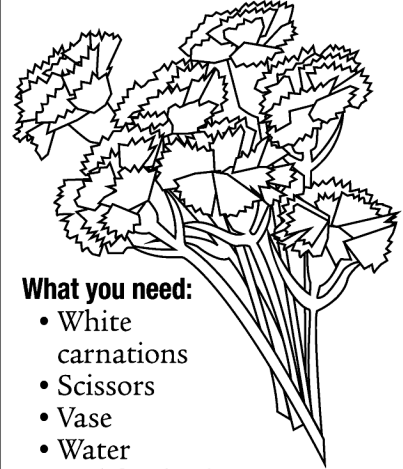 What you need:
• White
carnations
• Scissors
• Vase
• Water